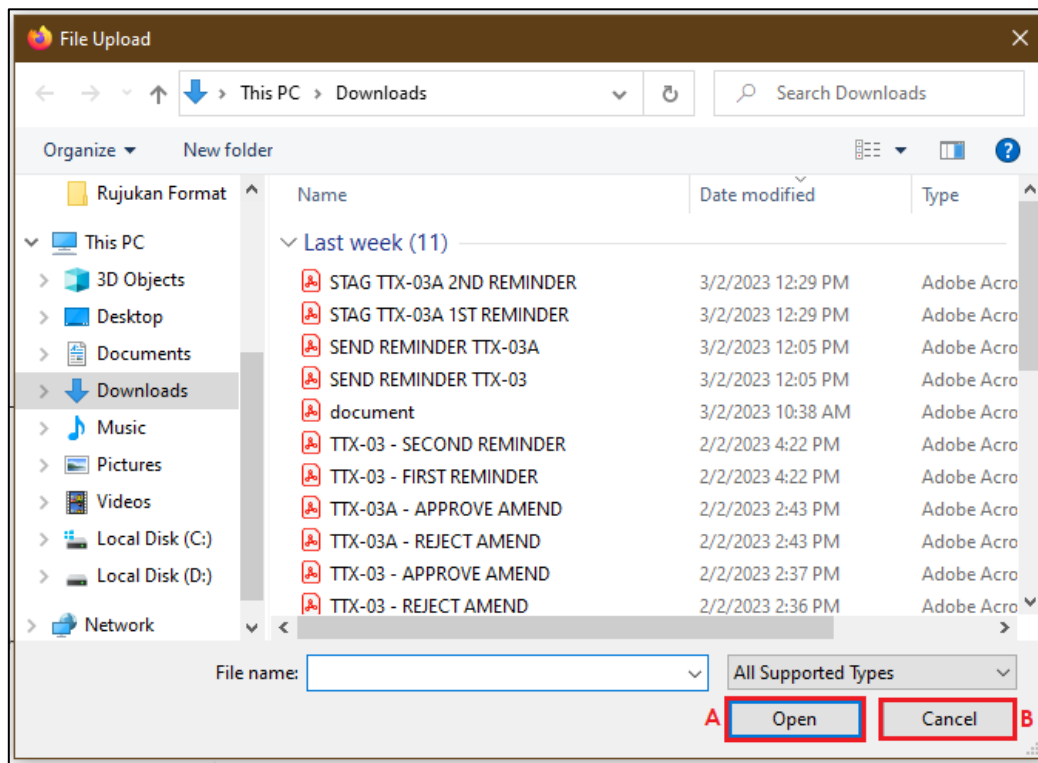 File Upload
This PC > Downloads
Search Downloads
Organize
New folder
?
Rujukan Format
This PC
3D Objects
Desktop
Documents
Downloads
Music
Pictures
Videos
Local Disk (C:)
Local Disk (D:)
Network
Name Date modified Type
Last week (11)
STAG TTX-03A 2ND REMINDER 3/2/2023 12:29 PM Adobe Acro
STAG TTX-03A 1ST REMINDER 3/2/2023 12:29 PM Adobe Acro
SEND REMINDER TTX-03A 3/2/2023 12:05 PM Adobe Acro
SEND REMINDER TTX-03 3/2/2023 12:05 PM Adobe Acro
document 3/2/2023 10:38 AM Adobe Acro
TTX-03 - SECOND REMINDER 2/2/2023 4:22 PM Adobe Acro
TTX-03 - FIRST REMINDER 2/2/2023 4:22 PM Adobe Acro
TTX-03A - APPROVE AMEND 2/2/2023 2:43 PM Adobe Acro
TTX-03A - REJECT AMEND 2/2/2023 2:43 PM Adobe Acro
TTX-03 - APPROVE AMEND 2/2/2023 2:37 PM Adobe Acro
TTX-03 - REJECT AMEND 2/2/2023 2:36 PM Adobe Acro
File name:
All Supported Types
A Open Cancel B